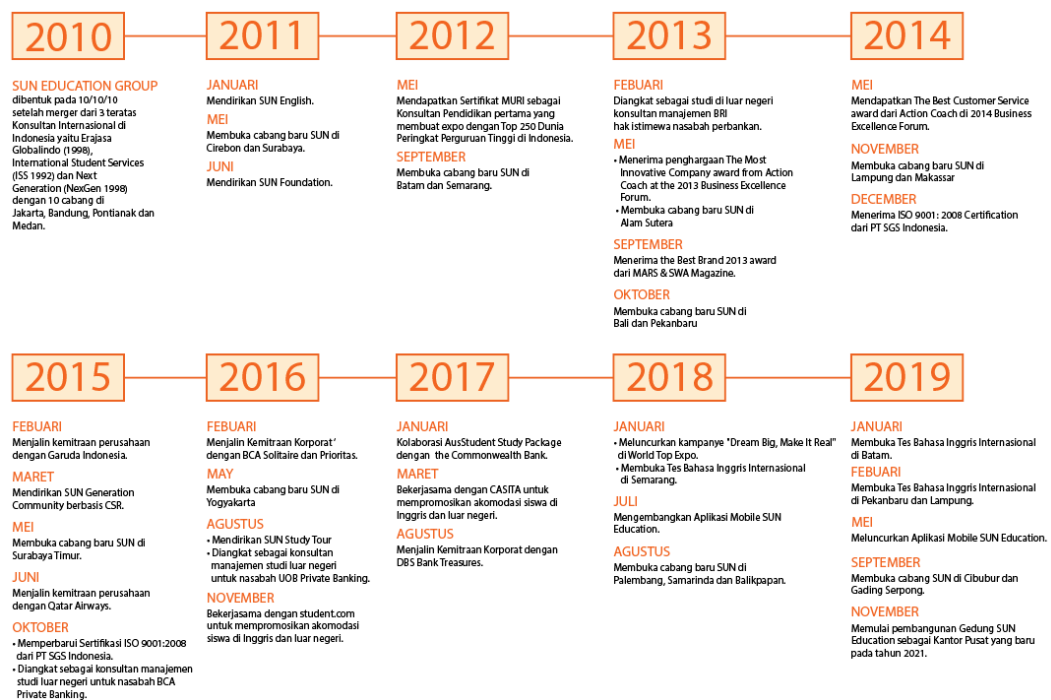 2010
SUN EDUCATION GROUP
dibentuk pada 10/10/10
setelah merger dari 3 teratas
Konsultan Internasional di
Indonesia yaitu Erajasa
Globalindo (1998),
International Student Services
(ISS 1992) dan Next
Generation (NexGen 1998)
dengan 10 cabang di
Jakarta, Bandung, Pontianak dan
Medan.
2011
JANUARI
Mendirikan SUN English.
MEI
Membuka cabang baru SUN di
Cirebon dan Surabaya.
JUNI
Mendirikan SUN Foundation.
2012
MEI
Mendapatkan Sertifikat MURI sebagai
Konsultan Pendidikan pertama yang
membuat expo dengan Top 250 Dunia
Peringkat Perguruan Tinggi di Indonesia.
SEPTEMBER
Membuka cabang baru SUN di
Batam dan Semarang.
2013
FEBUARI
Diangkat sebagai studi di luar negeri
konsultan manajemen BRI
hak istimewa nasabah perbankan.
MEI
• Menerima penghargaan The Most
Innovative Company award from Action
Coach at the 2013 Business Excellence
Forum.
• Membuka cabang baru SUN di
Alam Sutera
SEPTEMBER
Menerima the Best Brand 2013 award
dari MARS & SWA Magazine.
OKTOBER
Membuka cabang baru SUN di
Bali dan Pekanbaru
2014
MEI
Mendapatkan The Best Customer Service
award dari Action Coach di 2014 Business
Excellence Forum.
NOVEMBER
Membuka cabang baru SUN di
Lampung dan Makassar
DECEMBER
Menerima ISO 9001: 2008 Certification
dari PT SGS Indonesia.
2015
FEBUARI
Menjalin kemitraan perusahaan
dengan Garuda Indonesia.
MARET
Mendirikan SUN Generation
Community berbasis CSR.
MEI
Membuka cabang baru SUN di
Surabaya Timur.
JUNI
Menjalin kemitraan perusahaan
dengan Qatar Airways.
OKTOBER
• Memperbarui Sertifikasi ISO 9001:2008
dari PT SGS Indonesia.
• Diangkat sebagai konsultan manajemen
studi luar negeri untuk nasabah BCA
Private Banking.
2016
FEBUARI
Menjalin Kemitraan Korporat’
dengan BCA Solitaire dan Prioritas.
MAY
Membuka cabang baru SUN di
Yogyakarta
AGUSTUS
• Mendirikan SUN Study Tour
• Diangkat sebagai konsultan
manajemen studi luar negeri
untuk nasabah UOB Private Banking.
NOVEMBER
Bekerjasama dengan student.com
untuk mempromosikan akomodasi
siswa di Inggris dan luar negeri.
2017
JANUARI
Kolaborasi AusStudent Study Package
dengan the Commonwealth Bank.
MARET
Bekerjasama dengan CASITA untuk
mempromosikan akomodasi siswa di
Inggris dan luar negeri.
AGUSTUS
Menjalin Kemitraan Korporat dengan
DBS Bank Treasures.
2018
JANUARI
• Meluncurkan kampanye "Dream Big, Make It Real"
di World Top Expo.
• Membuka Tes Bahasa Inggris Internasional
di Semarang.
JULI
Mengembangkan Aplikasi Mobile SUN
Education.
AGUSTUS
Membuka cabang baru SUN di
Palembang, Samarinda dan Balikpapan.
2019
JANUARI
Membuka Tes Bahasa Inggris Internasional
di Batam.
FEBUARI
Membuka Tes Bahasa Inggris Internasional
di Pekanbaru dan Lampung.
MEI
Meluncurkan Aplikasi Mobile SUN Education.
SEPTEMBER
Membuka cabang SUN di Cibubur dan
Gading Serpong.
NOVEMBER
Memulai pembangunan Gedung SUN
Education sebagai Kantor Pusat yang baru
pada tahun 2021.